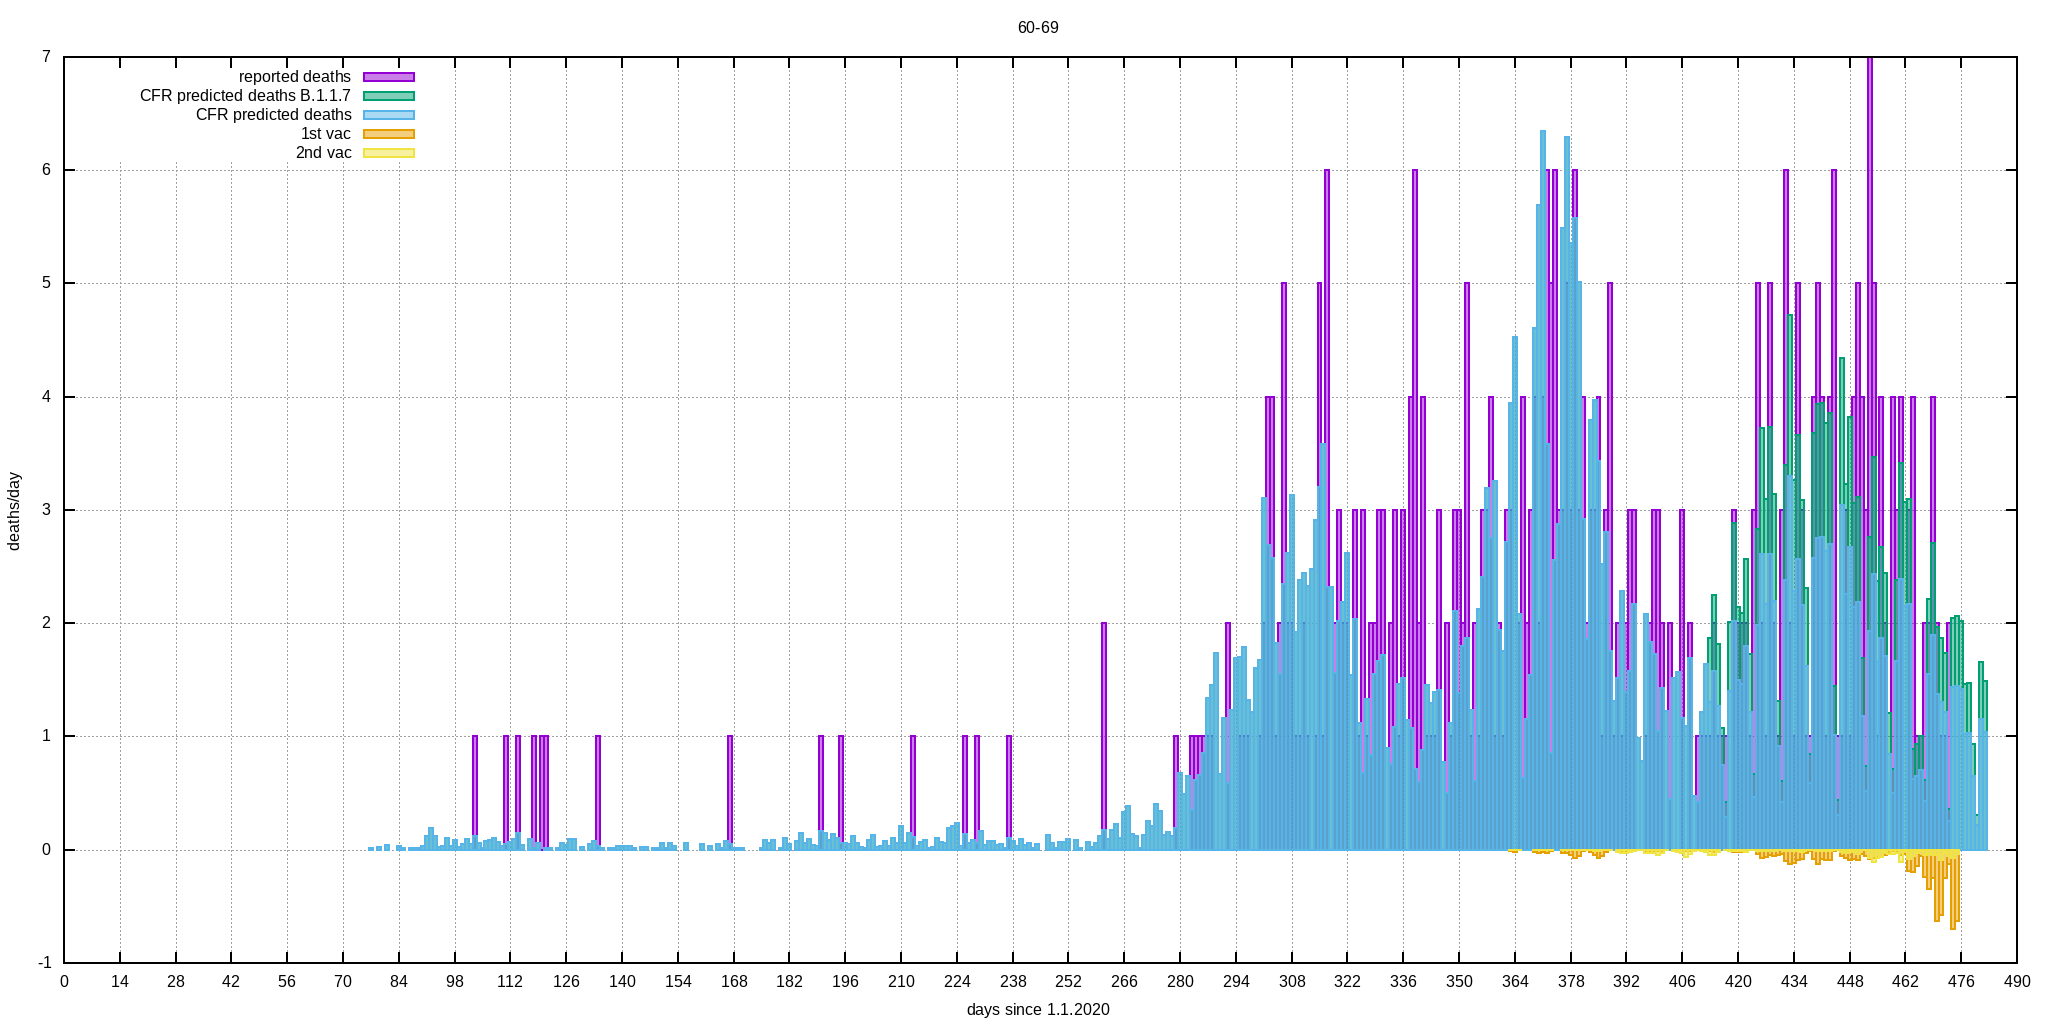 60-69
reported deaths
CFR predicted deaths B.1.1.7
CFR predicted deaths
1st vac
2nd vac
7
6
5
4
3
2
1
0
-1
deaths/day
0 14 28 42 56 70 84 98 112 126 140 154 168 182 196 210 224 238 252 266 280 294 308 322 336 350 364 378 392 406 420 434 448 462 476 490
days since 1.1.2020